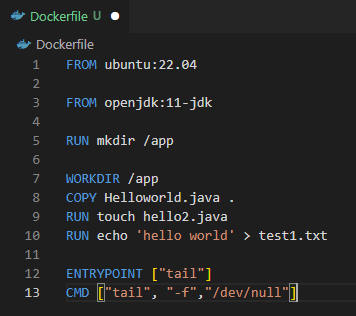 Dockerfile U
Dockerfile
1 FROM ubuntu:22.04
2
3 FROM openjdk:11-jdk
4
5 RUN mkdir /app
6
7 WORKDIR /app
8 COPY Helloworld.java .
9 RUN touch hello2.java
10 RUN echo 'hello world' > test1.txt
11
12 ENTRYPOINT ["tail"]
13 CMD ["tail", "-f","/dev/null"]